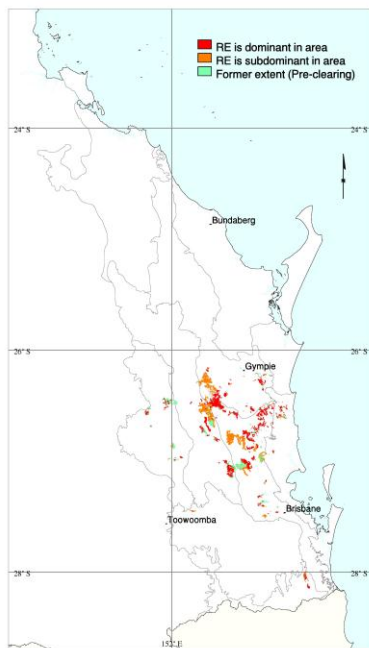 RE is dominant in area
RE is subdominant in area
Former extent (Pre-clearing)
24° S
24° S
Bundaberg
26° S
26° S
Gympie
Toowoomba
Brisbane
28° S
28° S
152° E